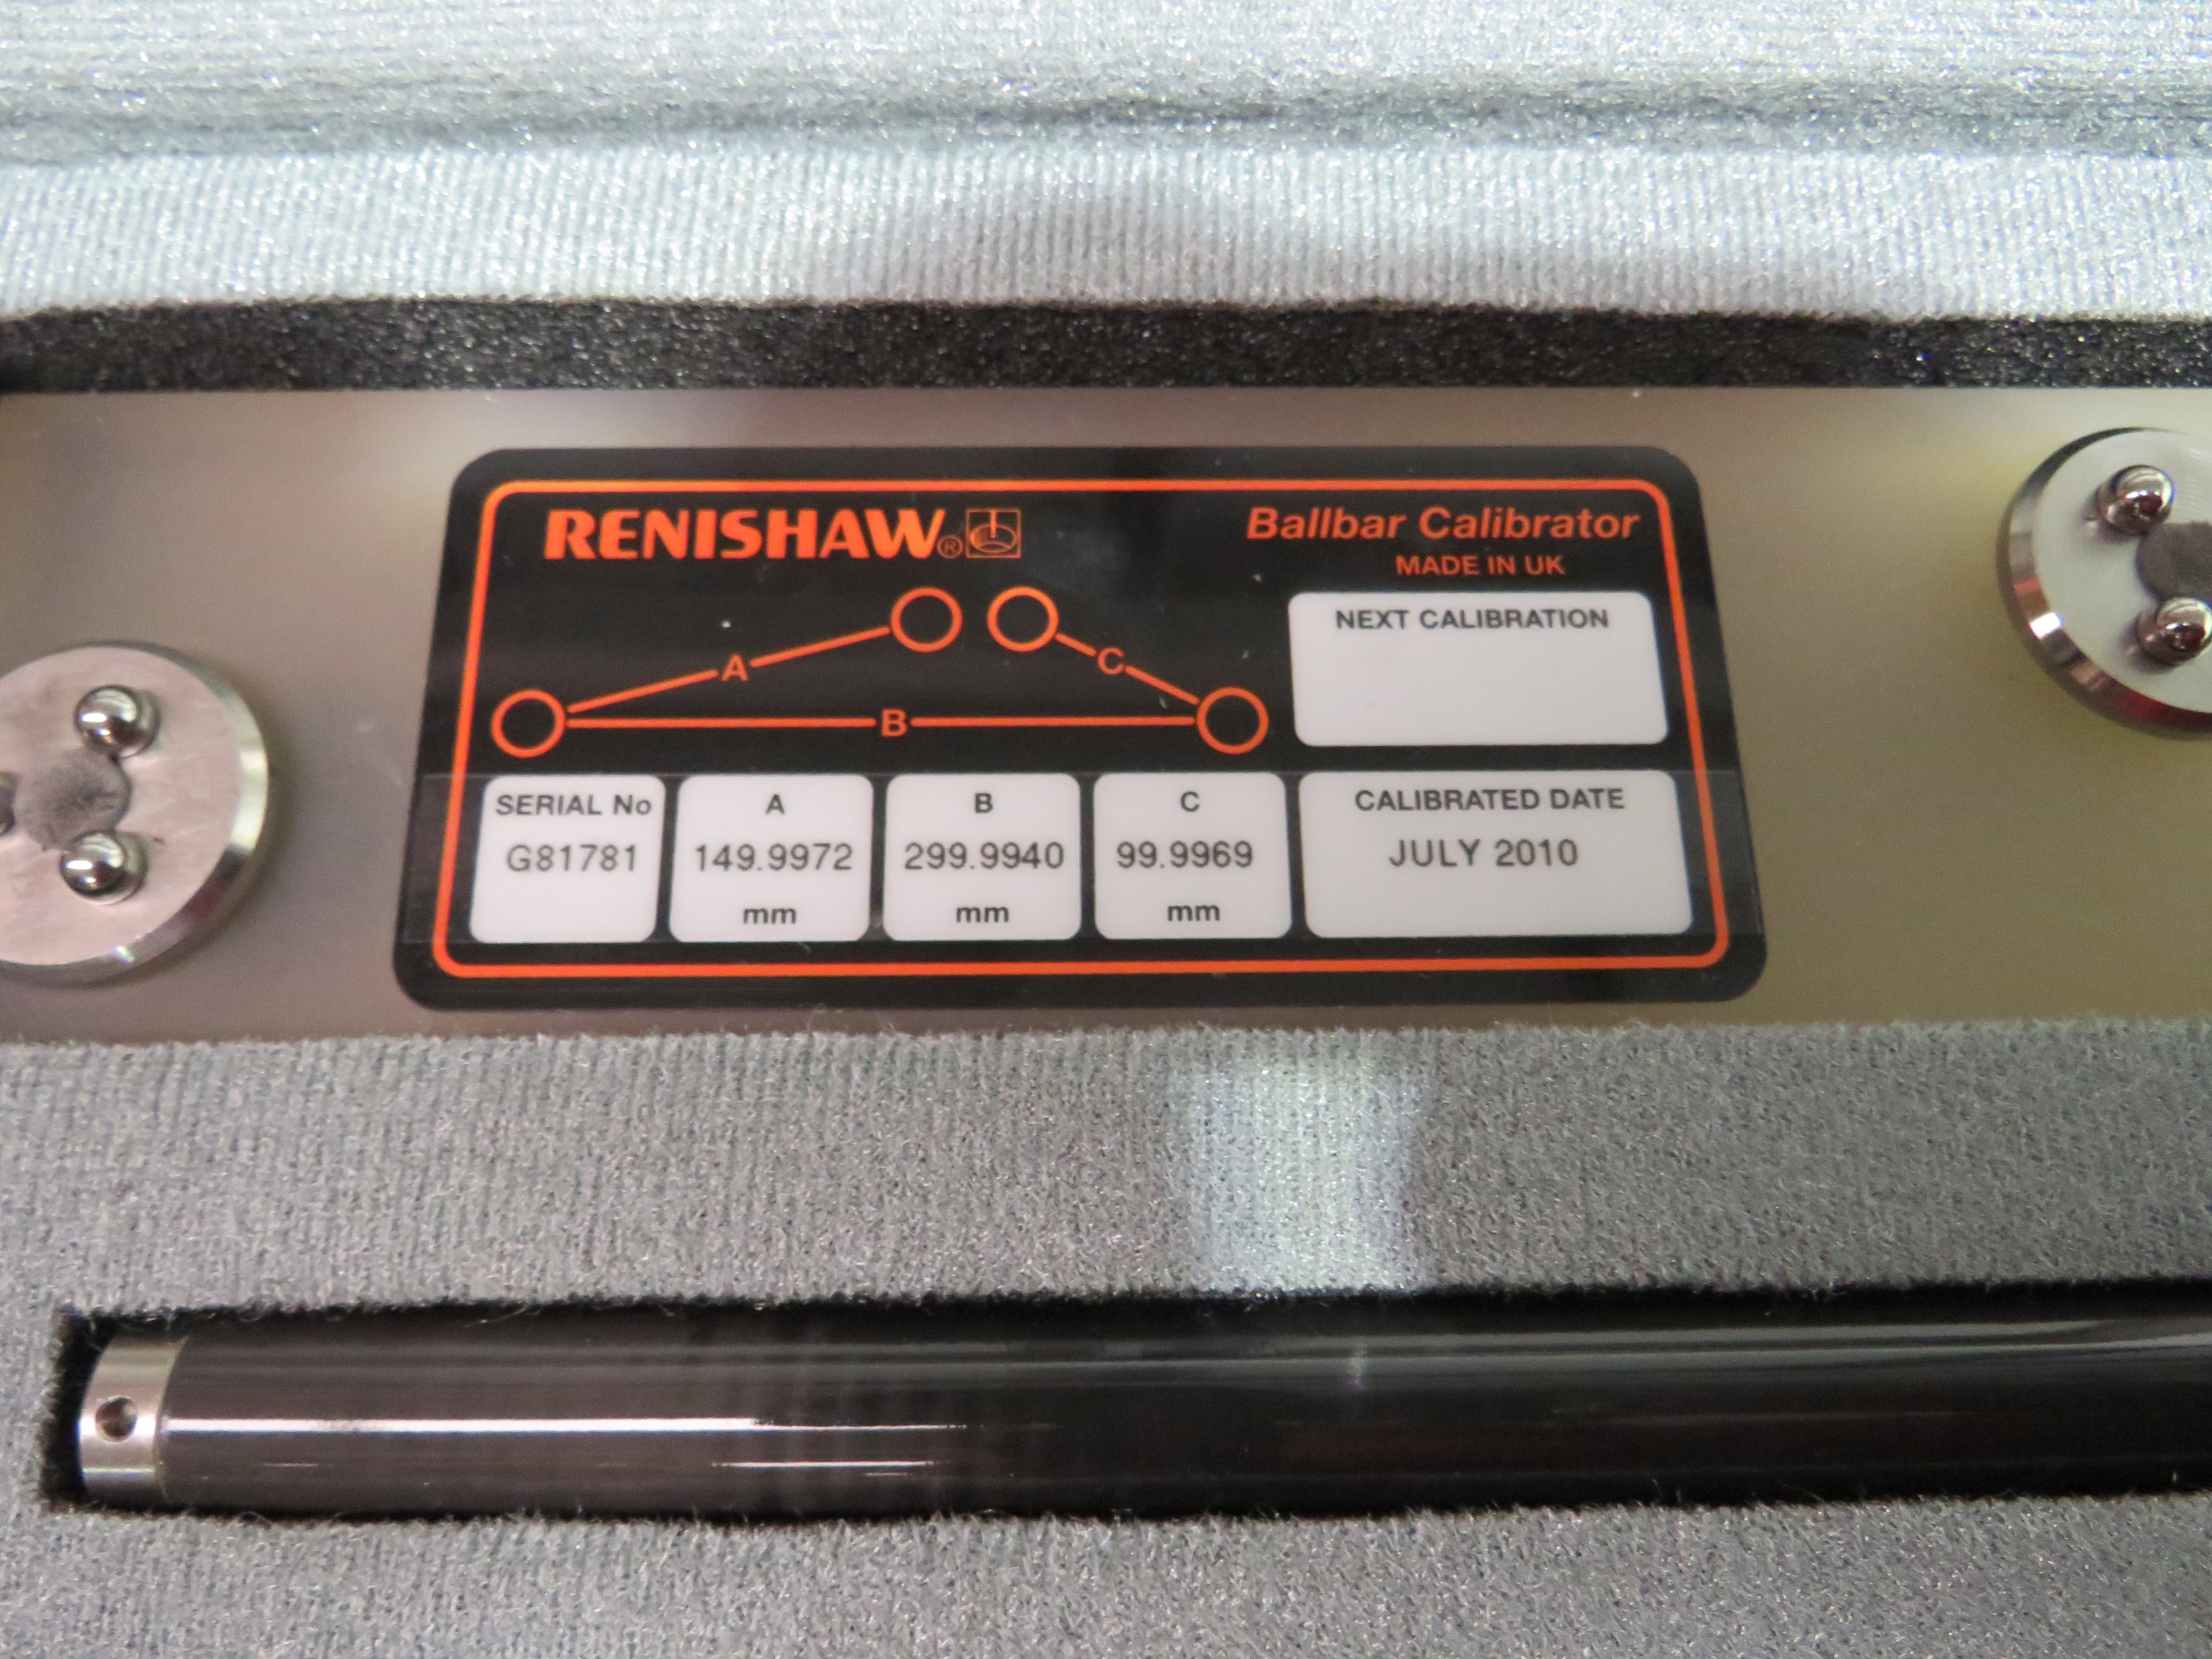 RENISHAW®
Ballbar Calibrator
MADE IN UK
A
C
B
NEXT CALIBRATION
SERIAL No
G81781
A
149.9972
mm
B
299.9940
mm
C
99.9969
mm
CALIBRATED DATE
JULY 2010